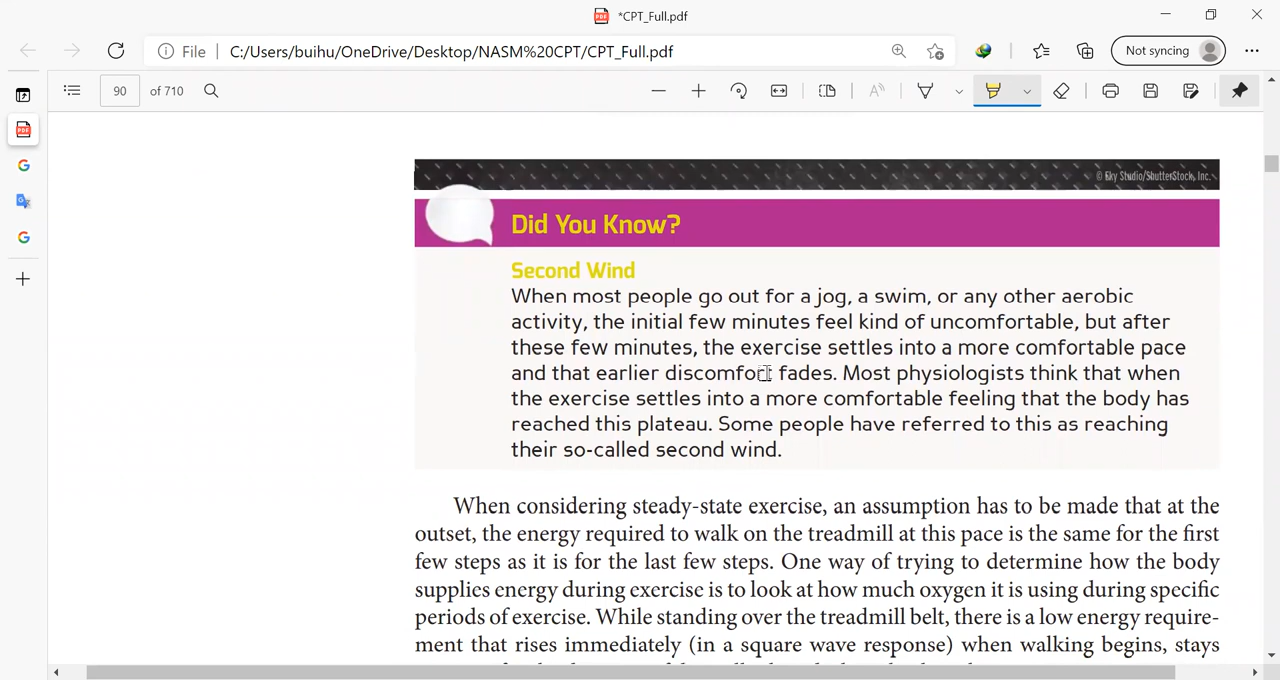 *CPT_Full.pdf
File
C:/Users/buihu/OneDrive/Desktop/NASM%20CPT/CPT_Full.pdf
Not syncing
90 of 710
© Eky Studio/ShutterStock, Inc.
Did You Know?
Second Wind
When most people go out for a jog, a swim, or any other aerobic
activity, the initial few minutes feel kind of uncomfortable, but after
these few minutes, the exercise settles into a more comfortable pace
and that earlier discomfort fades. Most physiologists think that when
the exercise settles into a more comfortable feeling that the body has
reached this plateau. Some people have referred to this as reaching
their so-called second wind.
When considering steady-state exercise, an assumption has to be made that at the
outset, the energy required to walk on the treadmill at this pace is the same for the first
few steps as it is for the last few steps. One way of trying to determine how the body
supplies energy during exercise is to look at how much oxygen it is using during specific
periods of exercise. While standing over the treadmill belt, there is a low energy require-
ment that rises immediately (in a square wave response) when walking begins, stays